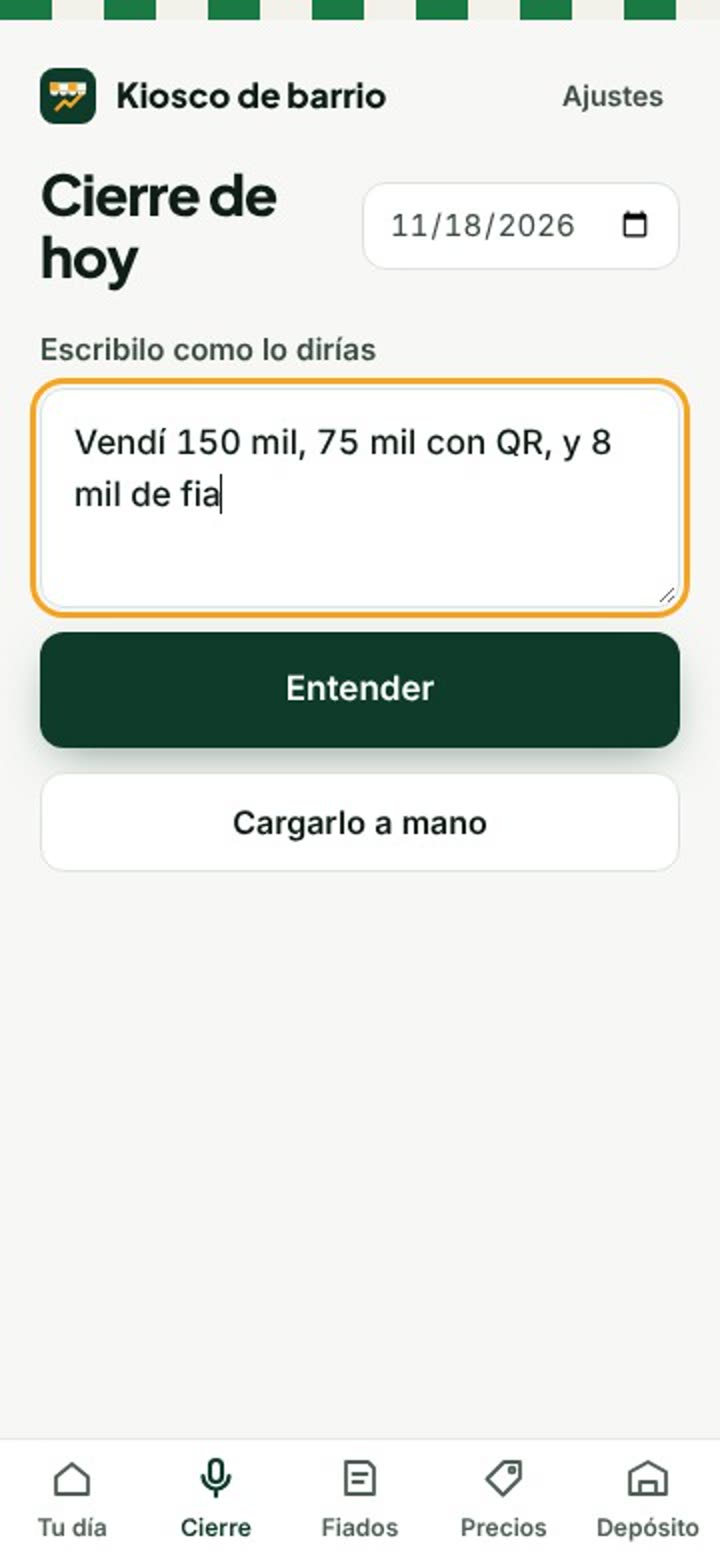 Kiosco de barrio
Ajustes
Cierre de
hoy
11/18/2026
Escribilo como lo dirías
Vendí 150 mil, 75 mil con QR, y 8
mil de fia
Entender
Cargarlo a mano
Tu día
Cierre
Fiados
Precios
Depósito